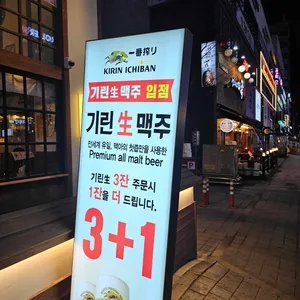 一番搾り
KIRIN ICHIBAN
기린生맥주 입점
기린生맥주
전세계 유일, 맥아의 첫즙만을 사용한
Premium all malt beer
기린生 3잔 주문시
1잔을 더 드립니다.
3+1